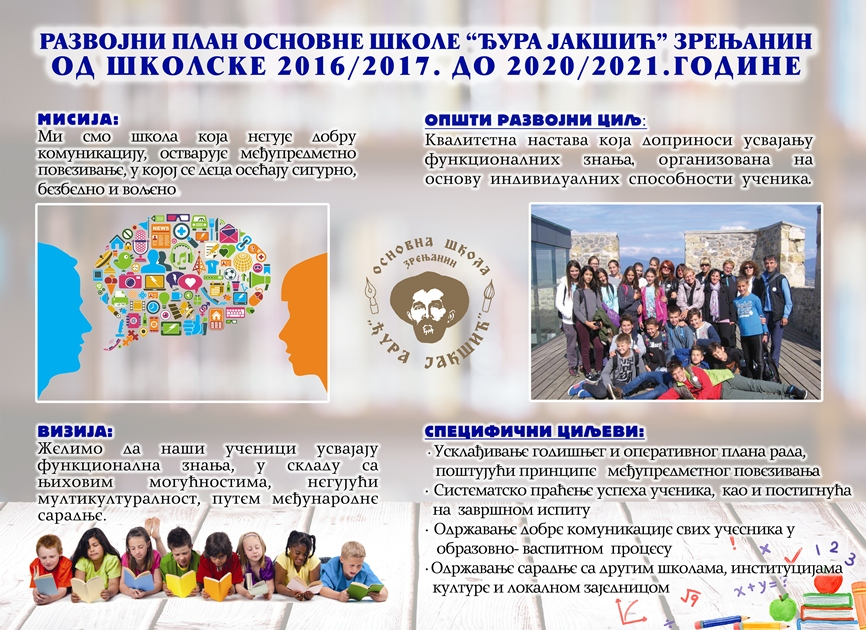 РАЗВОЈНИ ПЛАН ОСНОВНЕ ШКОЛЕ “ЂУРА ЈАКШИЋ” ЗРЕЊАНИН
ОД ШКОЛСКЕ 2016/2017. ДО 2020/2021.ГОДИНЕ
МИСИЈА:
Ми смо школа која негује добру
комуникацију, остварује међупредметно
повезивање, у којој се деца осећају сигурно,
безбедно и вољено
ОПШТИ РАЗВОЈНИ ЦИЉ:
Квалитетна настава која доприноси усвајању
функционалних знања, организована на
основу индивидуалних способности ученика.
NEWS
ОСНОВНА ШКОЛА
ЗРЕЊАНИН
„ЂУРА ЈАКШИЋ“
ВИЗИЈА:
Желимо да наши ученици усвајају
функционална знања, у складу са
њиховим могућностима, негујући
мултикултуралност, путем међународне
сарадње.
СПЕЦИФИЧНИ ЦИЉЕВИ:
· Усклађивање годишњег и оперативног плана рада,
поштујући принципе међупредметног повезивања
· Систематско праћење успеха ученика, као и постигнућа
на завршном испиту
· Одржавање добре комуникације свих учесника у
образовно- васпитном процесу
· Одржавање сарадње са другим школама, институцијама
културе и локалном заједницом
! x ✓ 1 2 3
x+y=?
√9